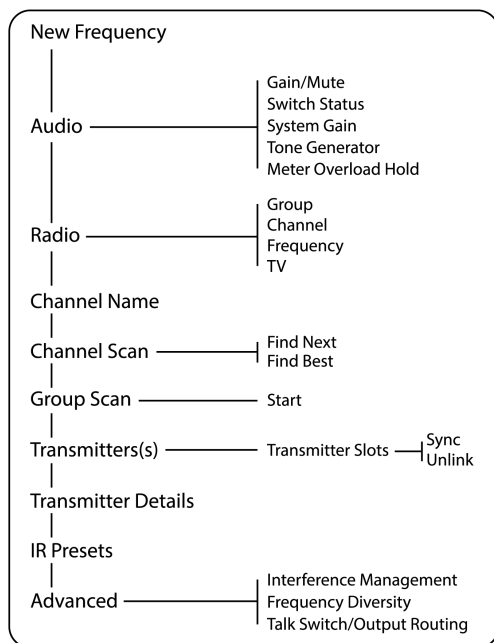 New Frequency
Audio
Gain/Mute
Switch Status
System Gain
Tone Generator
Meter Overload Hold
Radio
Group
Channel
Frequency
TV
Channel Name
Channel Scan
Find Next
Find Best
Group Scan
Start
Transmitters(s)
Transmitter Slots
Sync
Unlink
Transmitter Details
IR Presets
Advanced
Interference Management
Frequency Diversity
Talk Switch/Output Routing